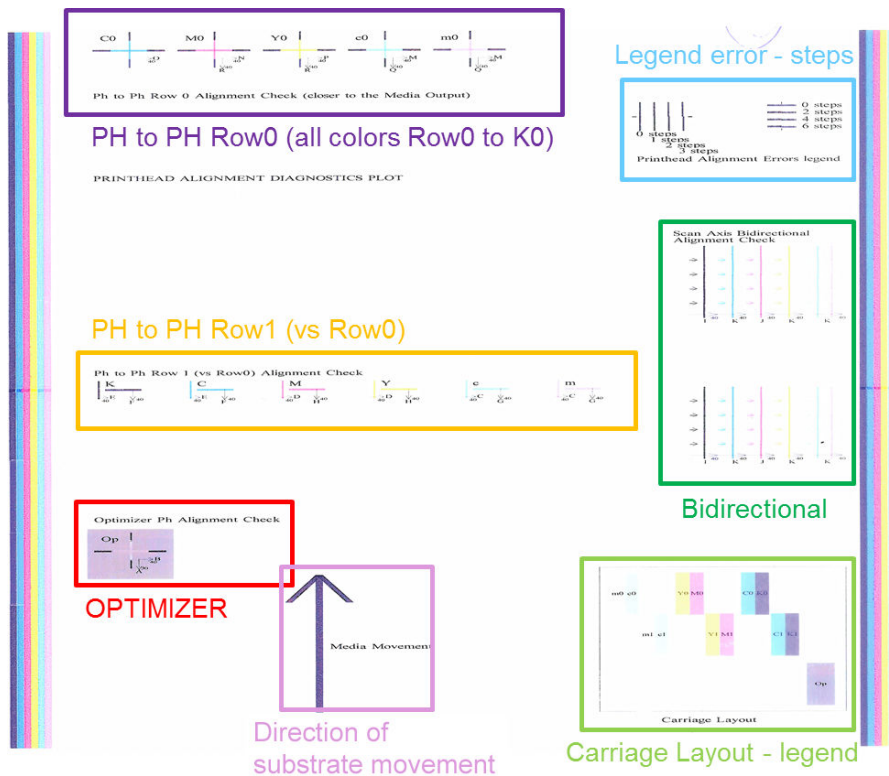 C0 M0 Y0 c0 m0
Ph to Ph Row 0 Alignment Check (closer to the Media Output)
PH to PH Row0 (all colors Row0 to K0)
PRINTHEAD ALIGNMENT DIAGNOSTICS PLOT
Legend error - steps
0 steps
2 steps
4 steps
6 steps
0 steps
1 steps
2 steps
3 steps
Printhead Alignment Errors legend
Scan Axis Bidirectional
Alignment Check
Bidirectional
PH to PH Row1 (vs Row0)
Ph to Ph Row 1 (vs Row0) Alignment Check
K C M Y c m
Optimizer Ph Alignment Check
Op
OPTIMIZER
Media Movement
Direction of
substrate movement
m0 c0 Y0 M0 C0 K0
m1 c1 Y1 M1 C1 K1
Op
Carriage Layout
Carriage Layout - legend